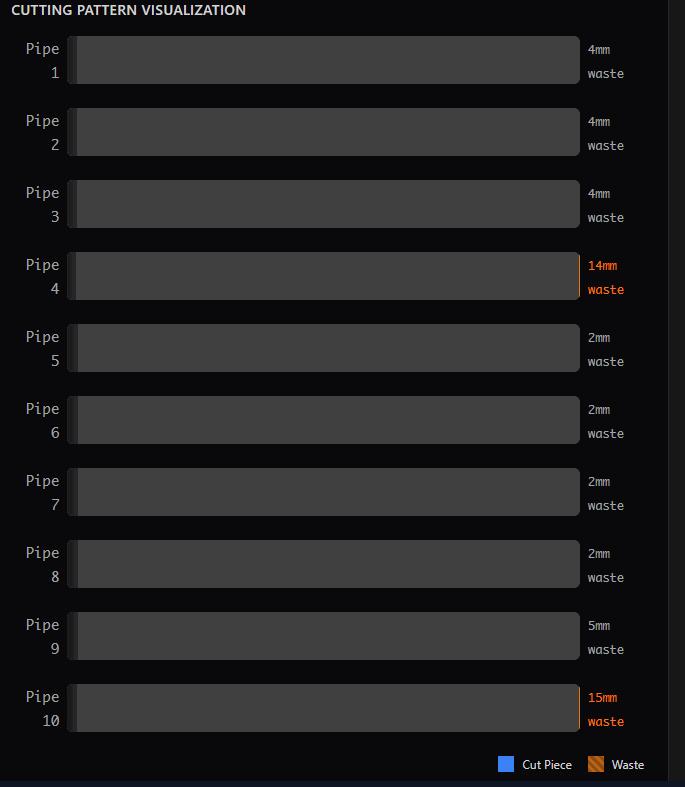 CUTTING PATTERN VISUALIZATION
Pipe 4mm
1 waste
Pipe 4mm
2 waste
Pipe 4mm
3 waste
Pipe 14mm
4 waste
Pipe 2mm
5 waste
Pipe 2mm
6 waste
Pipe 2mm
7 waste
Pipe 2mm
8 waste
Pipe 5mm
9 waste
Pipe 15mm
10 waste
Cut Piece Waste